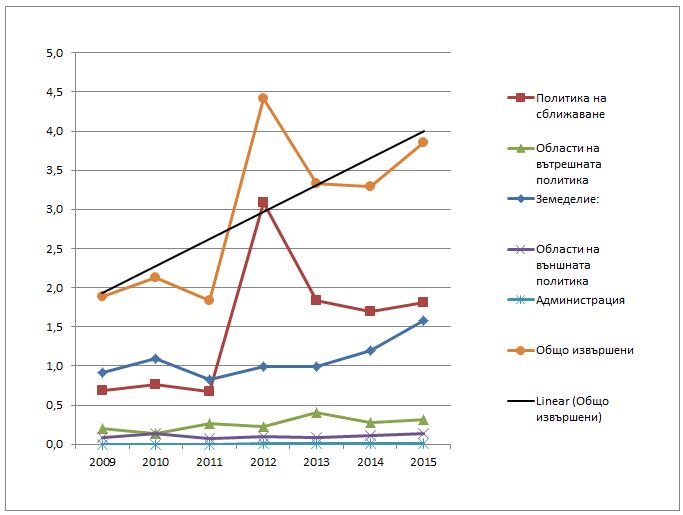 5,0
4,5
4,0
3,5
3,0
2,5
2,0
1,5
1,0
0,5
0,0
2009 2010 2011 2012 2013 2014 2015
Политика на
сближаване
Области на
вътрешната
политика
Земеделие:
Области на
външната
политика
Администрация
Общо извършени
Linear (Общо
извършени)